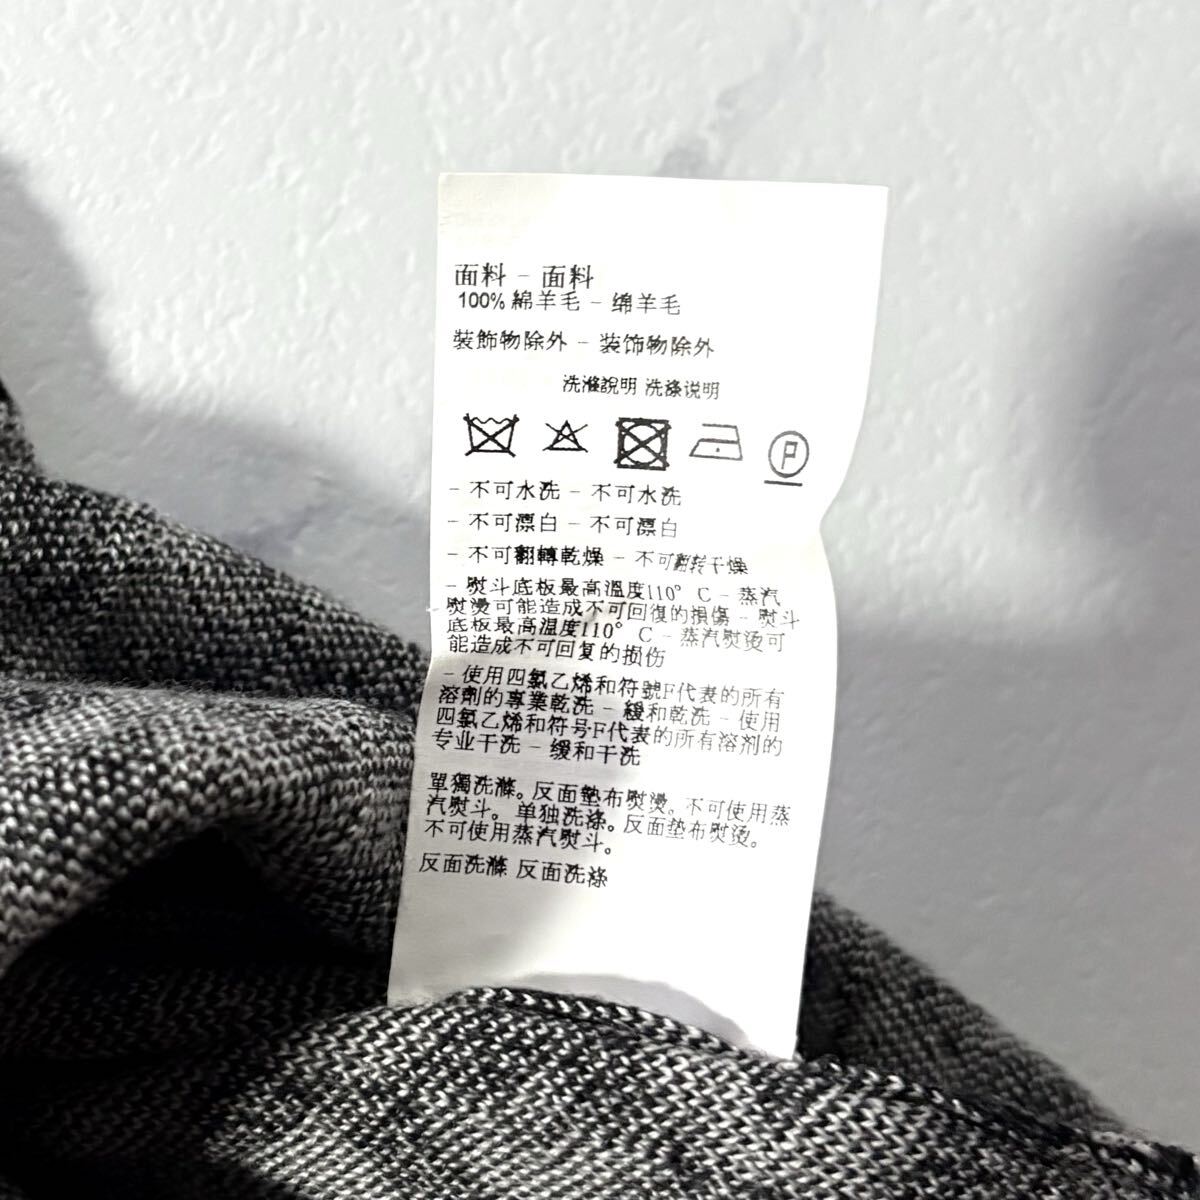 面料 - 面料
100% 綿羊毛 - 绵羊毛
裝飾物除外 - 装饰物除外
洗滌說明 洗涤说明
P
- 不可水洗 - 不可水洗
- 不可漂白 - 不可漂白
- 不可翻轉乾燥 - 不可翻转干燥
- 熨斗底板最高溫度110° C - 蒸汽
熨燙可能造成不可回復的損傷 - 熨斗
底板最高温度110° C - 蒸汽熨烫可
能造成不可回复的损伤
- 使用四氯乙烯和符號F代表的所有
溶劑的專業乾洗 - 緩和乾洗 - 使用
四氯乙烯和符号F代表的所有溶剂的
专业干洗 - 缓和干洗
單獨洗滌。反面墊布熨燙。不可使用蒸
汽熨斗。单独洗涤。反面垫布熨烫。
不可使用蒸汽熨斗。
反面洗滌 反面洗涤